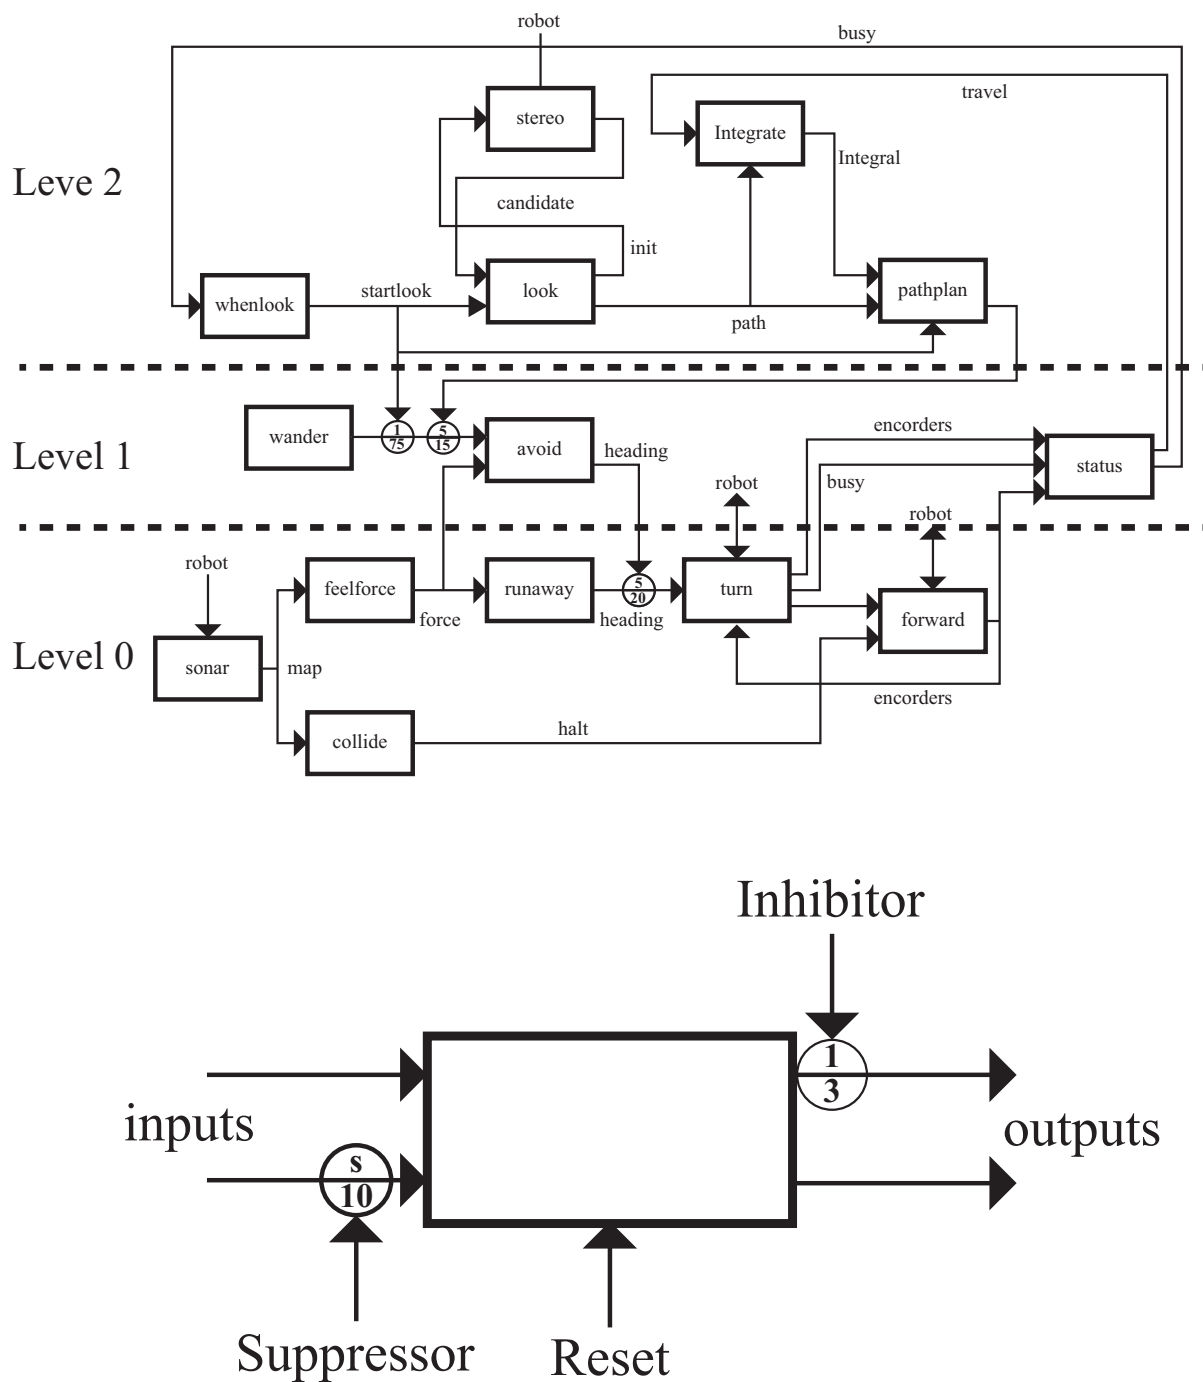 robot
busy
travel
stereo
Integrate
Integral
Leve 2
candidate
init
whenlook
startlook
look
path
pathplan
wander
1
75
5
15
avoid
heading
encorders
status
Level 1
busy
robot
robot
robot
feelforce
force
runaway
5
20
heading
turn
forward
Level 0
sonar
map
encorders
collide
halt
Inhibitor
1
3
inputs
outputs
s
10
Suppressor
Reset